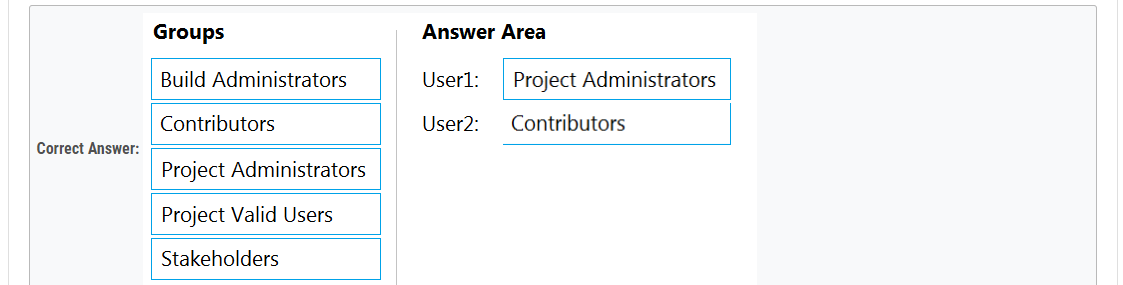 Correct Answer:
Groups
Build Administrators
Contributors
Project Administrators
Project Valid Users
Stakeholders
Answer Area
User1: Project Administrators
User2: Contributors